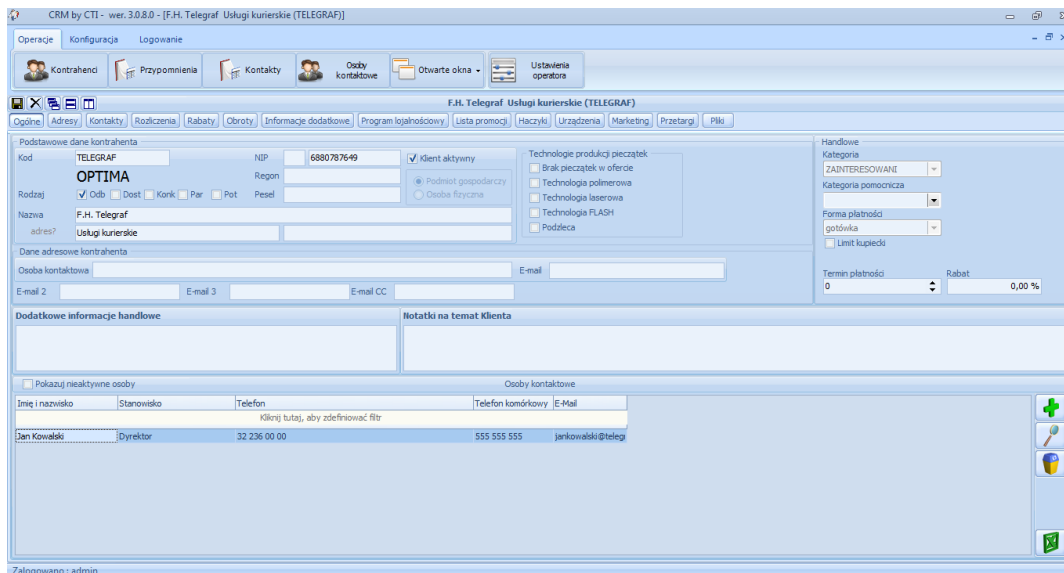 CRM by CTI - wer. 3.0.8.0 - [F.H. Telegraf Usługi kurierskie (TELEGRAF)]
Operacje Konfiguracja Logowanie
Kontrahenci Przypomnienia Kontakty Osoby kontaktowe Otwarte okna Ustawienia operatora
F.H. Telegraf Usługi kurierskie (TELEGRAF)
Ogólne Adresy Kontakty Rozliczenia Rabaty Obroty Informacje dodatkowe Program lojalnościowy Lista promocji Haczyki Urządzenia Marketing Przetargi Pliki
Podstawowe dane kontrahenta
Kod TELEGRAF NIP 6880787649 Klient aktywny
OPTIMA Regon Podmiot gospodarczy
Rodzaj Odb Dost Konk Par Pot Pesel Osoba fizyczna
Nazwa F.H. Telegraf
adres? Usługi kurierskie
Technologie produkcji pieczątek
Brak pieczątek w ofercie
Technologia polimerowa
Technologia laserowa
Technologia FLASH
Podzleca
Handlowe
Kategoria
ZAINTERESOWANI
Kategoria pomocnicza
Forma płatności
gotówka
Limit kupiecki
Termin płatności Rabat
0 0,00 %
Dane adresowe kontrahenta
Osoba kontaktowa E-mail
E-mail 2 E-mail 3 E-mail CC
Dodatkowe informacje handlowe Notatki na temat Klienta
Pokazuj nieaktywne osoby Osoby kontaktowe
Imię i nazwisko Stanowisko Telefon Telefon komórkowy E-Mail
Kliknij tutaj, aby zdefiniować filtr
Jan Kowalski Dyrektor 32 236 00 00 555 555 555 jankowalski@teleg
Zalogowano : admin